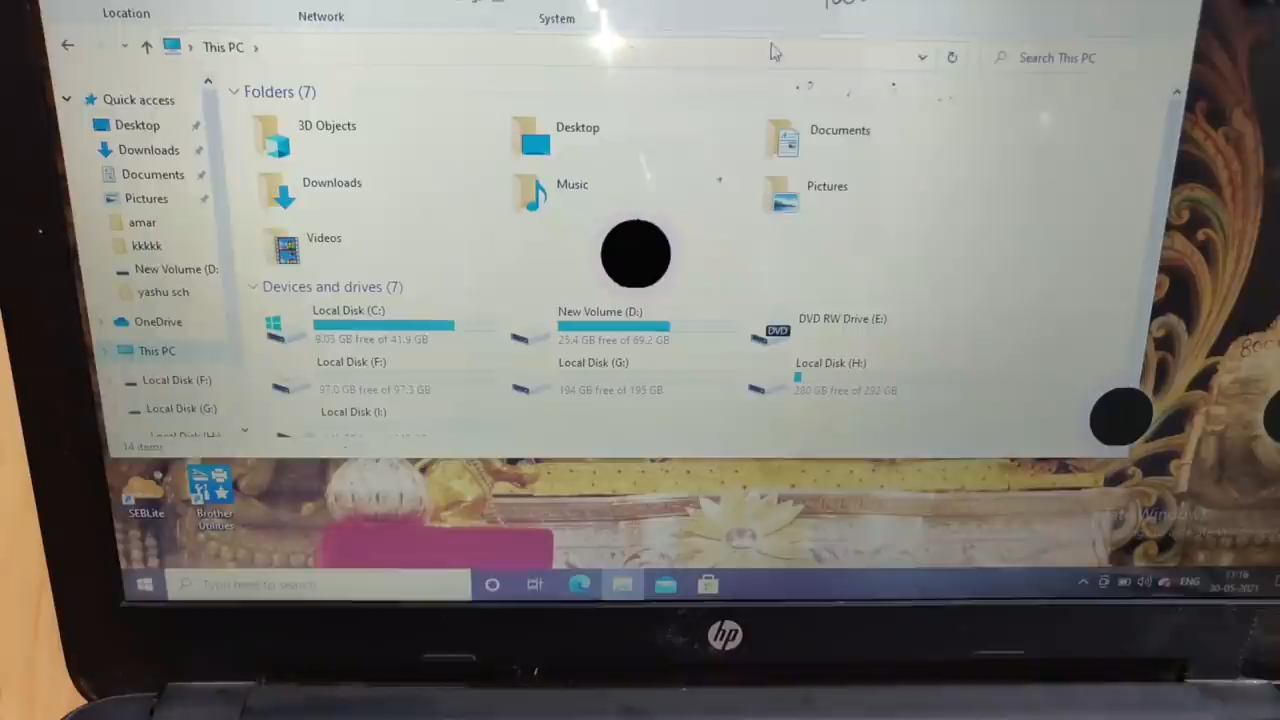 Location
Network
System
This PC
Search This PC
Quick access
Desktop
Downloads
Documents
Pictures
amar
kkkkk
New Volume (D:
yashu sch
OneDrive
This PC
Local Disk (F:)
Local Disk (G:)
14 items
Folders (7)
3D Objects
Desktop
Documents
Downloads
Music
Pictures
Videos
Devices and drives (7)
Local Disk (C:)
9.03 GB free of 41.9 GB
New Volume (D:)
25.4 GB free of 69.2 GB
DVD RW Drive (E:)
DVD
Local Disk (F:)
97.0 GB free of 97.3 GB
Local Disk (G:)
194 GB free of 195 GB
Local Disk (H:)
280 GB free of 292 GB
Local Disk (I:)
SEBLite
Brother
Utilities
Type here to search
ENG
30-05-2021
hp